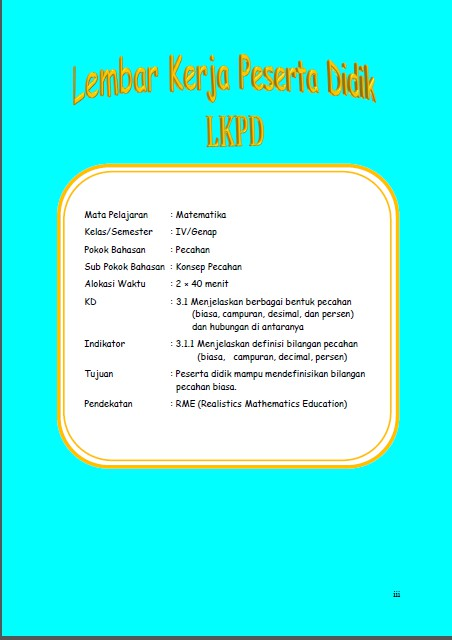 Lembar Kerja Peserta Didik
LKPD
Mata Pelajaran : Matematika
Kelas/Semester : IV/Genap
Pokok Bahasan : Pecahan
Sub Pokok Bahasan : Konsep Pecahan
Alokasi Waktu : 2 × 40 menit
KD : 3.1 Menjelaskan berbagai bentuk pecahan
(biasa, campuran, desimal, dan persen)
dan hubungan di antaranya
Indikator : 3.1.1 Menjelaskan definisi bilangan pecahan
(biasa, campuran, decimal, persen)
Tujuan : Peserta didik mampu mendefinisikan bilangan
pecahan biasa.
Pendekatan : RME (Realistics Mathematics Education)
iii